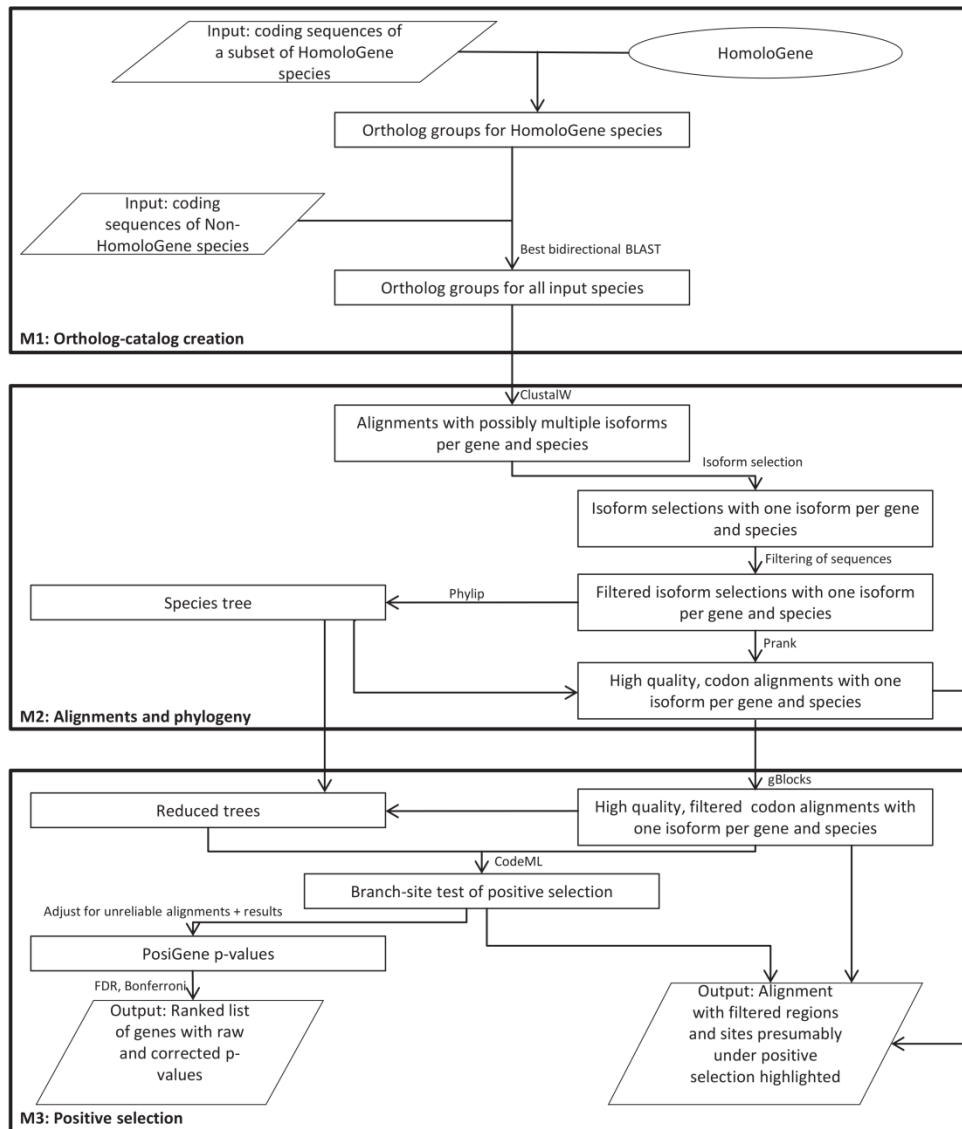 Input: coding sequences of
a subset of HomoloGene
species
HomoloGene
Ortholog groups for HomoloGene species
Input: coding
sequences of Non-
HomoloGene species
Best bidirectional BLAST
Ortholog groups for all input species
M1: Ortholog-catalog creation
ClustalW
Alignments with possibly multiple isoforms
per gene and species
Isoform selection
Isoform selections with one isoform per gene
and species
Filtering of sequences
Species tree
Phylip
Filtered isoform selections with one isoform
per gene and species
Prank
High quality, codon alignments with one
isoform per gene and species
M2: Alignments and phylogeny
gBlocks
Reduced trees
High quality, filtered codon alignments with
one isoform per gene and species
CodeML
Branch-site test of positive selection
Adjust for unreliable alignments + results
PosiGene p-values
FDR, Bonferroni
Output: Ranked list
of genes with raw
and corrected p-
values
Output: Alignment
with filtered regions
and sites presumably
under positive
selection highlighted
M3: Positive selection